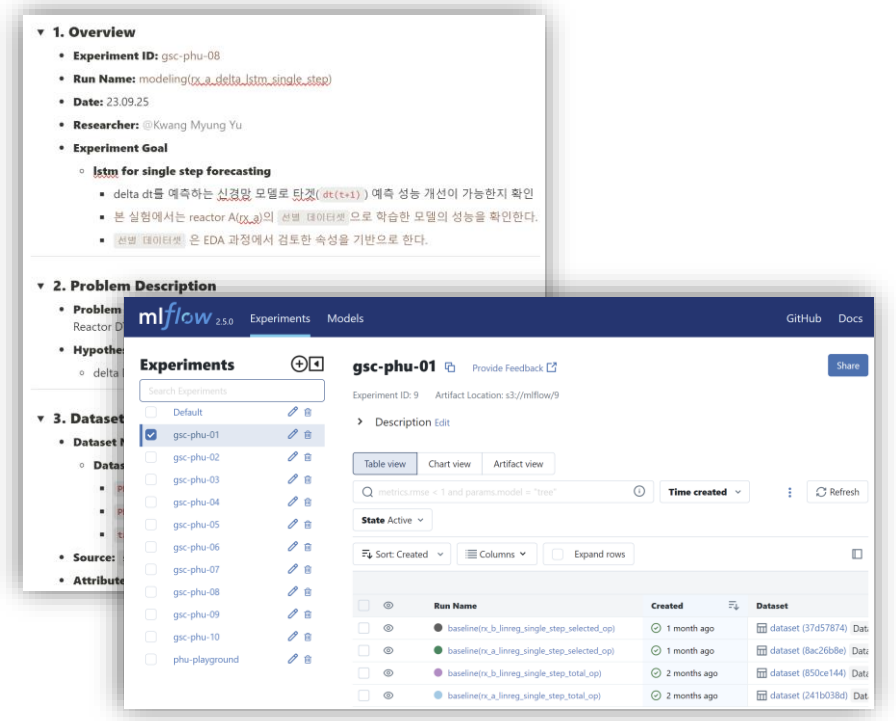 1. Overview
Experiment ID: gsc-phu-08
Run Name: modeling(rx_a_delta_lstm_single_step)
Date: 23.09.25
Researcher: @Kwang Myung Yu
Experiment Goal
lstm for single step forecasting
delta dt를 예측하는 신경망 모델로 타겟( dt(t+1) ) 예측 성능 개선이 가능한지 확인
본 실험에서는 reactor A(rx_a)의 선별 데이터셋 으로 학습한 모델의 성능을 확인한다.
선별 데이터셋 은 EDA 과정에서 검토한 속성을 기반으로 한다.
2. Problem Description
Problem
Reactor
delta
3. Dataset
Dataset
Source:
mlflow 2.5.0 Experiments Models GitHub Docs
Experiments
Search Experiments
Default
gsc-phu-01
gsc-phu-02
gsc-phu-03
gsc-phu-04
gsc-phu-05
gsc-phu-06
gsc-phu-07
gsc-phu-08
gsc-phu-09
gsc-phu-10
phu-playground
gsc-phu-01 Provide Feedback Share
Experiment ID: 9 Artifact Location: s3://mlflow/9
Description Edit
Table view Chart view Artifact view
metrics.rmse < 1 and params.model = "tree" Time created Refresh
State Active
Sort: Created Columns Expand rows
Run Name Created Dataset
baseline(rx_b_linreg_single_step_selected_op) 1 month ago dataset (37d57874)
baseline(rx_a_linreg_single_step_selected_op) 1 month ago dataset (8ac26b8e)
baseline(rx_b_linreg_single_step_total_op) 2 months ago dataset (850ce144)
baseline(rx_a_linreg_single_step_total_op) 2 months ago dataset (241b038d)